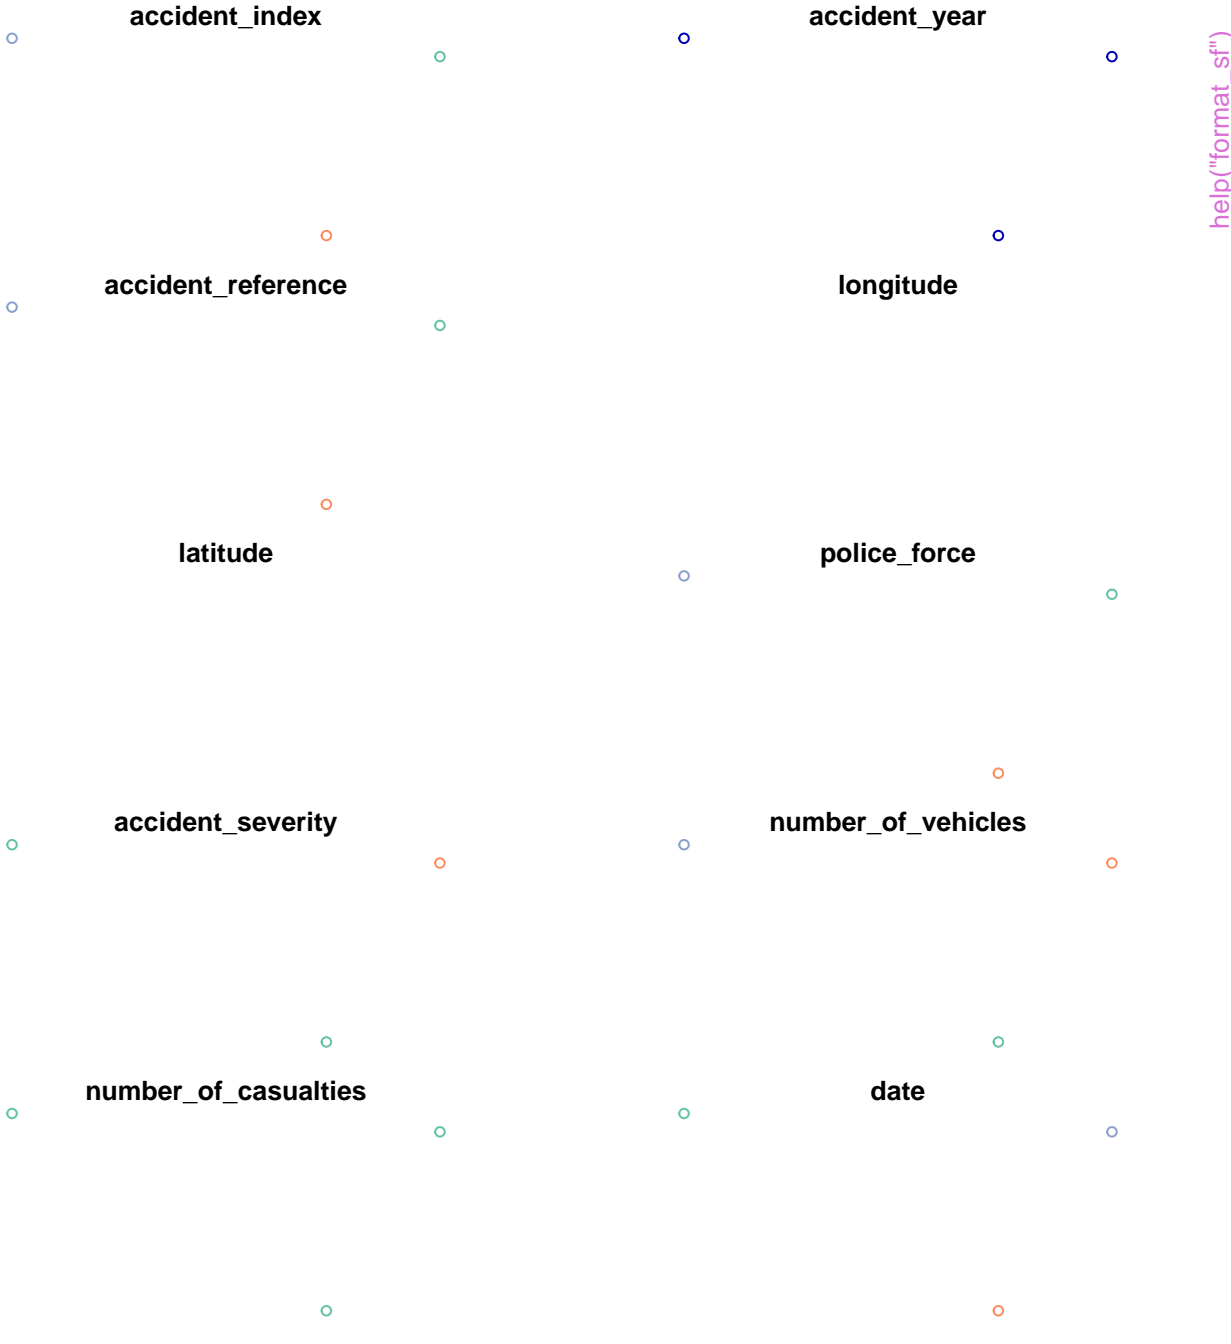 accident_index
accident_year
accident_reference
longitude
latitude
police_force
accident_severity
number_of_vehicles
number_of_casualties
date
help("format_sf")